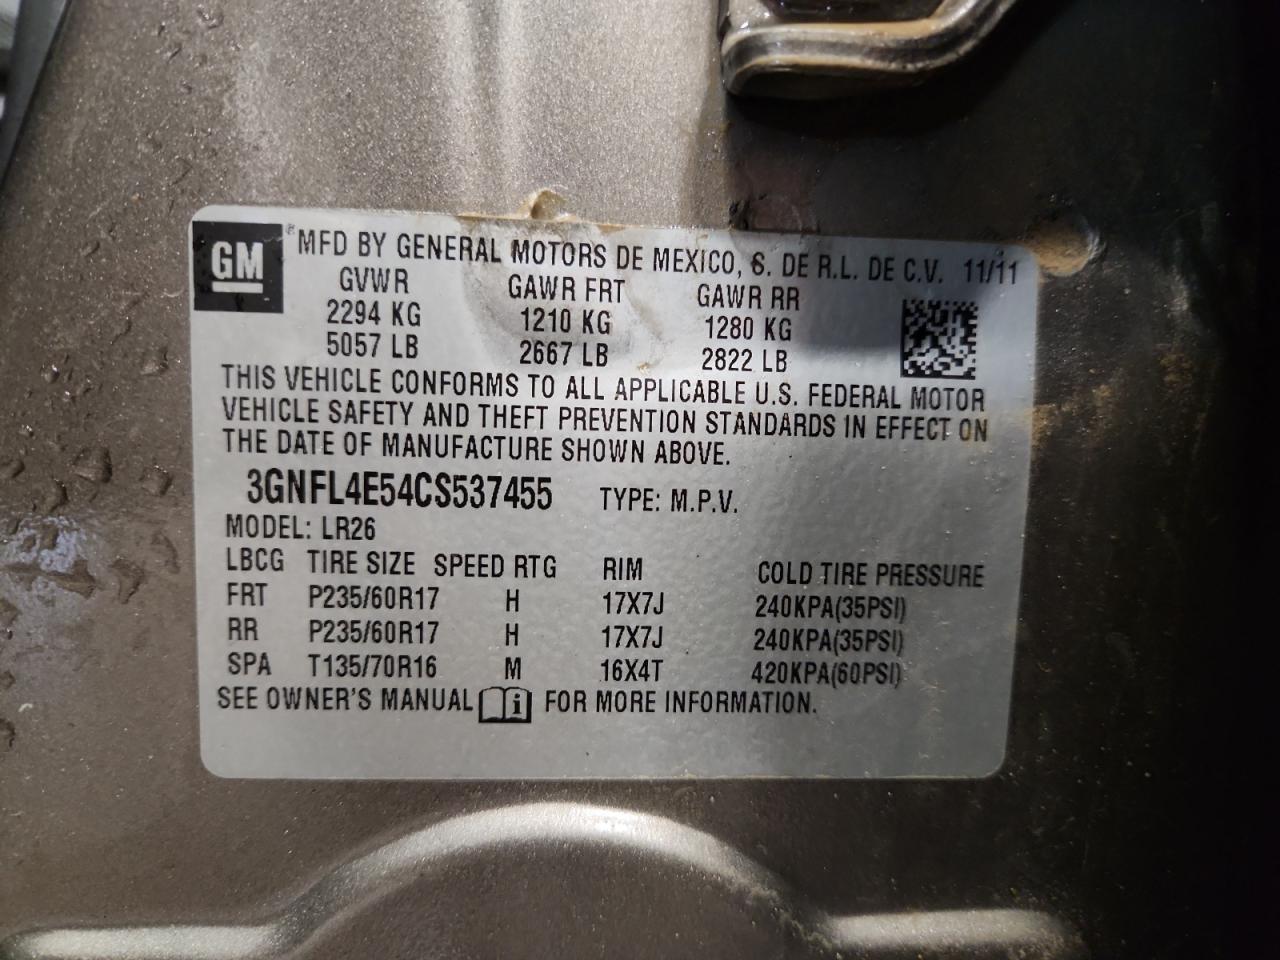 GM ® MFD BY GENERAL MOTORS DE MEXICO, S. DE R.L. DE C.V. 11/11
GVWR GAWR FRT GAWR RR
2294 KG 1210 KG 1280 KG
5057 LB 2667 LB 2822 LB
THIS VEHICLE CONFORMS TO ALL APPLICABLE U.S. FEDERAL MOTOR
VEHICLE SAFETY AND THEFT PREVENTION STANDARDS IN EFFECT ON
THE DATE OF MANUFACTURE SHOWN ABOVE.
3GNFL4E54CS537455 TYPE: M.P.V.
MODEL: LR26
LBCG TIRE SIZE SPEED RTG RIM COLD TIRE PRESSURE
FRT P235/60R17 H 17X7J 240KPA(35PSI)
RR P235/60R17 H 17X7J 240KPA(35PSI)
SPA T135/70R16 M 16X4T 420KPA(60PSI)
SEE OWNER'S MANUAL i FOR MORE INFORMATION.